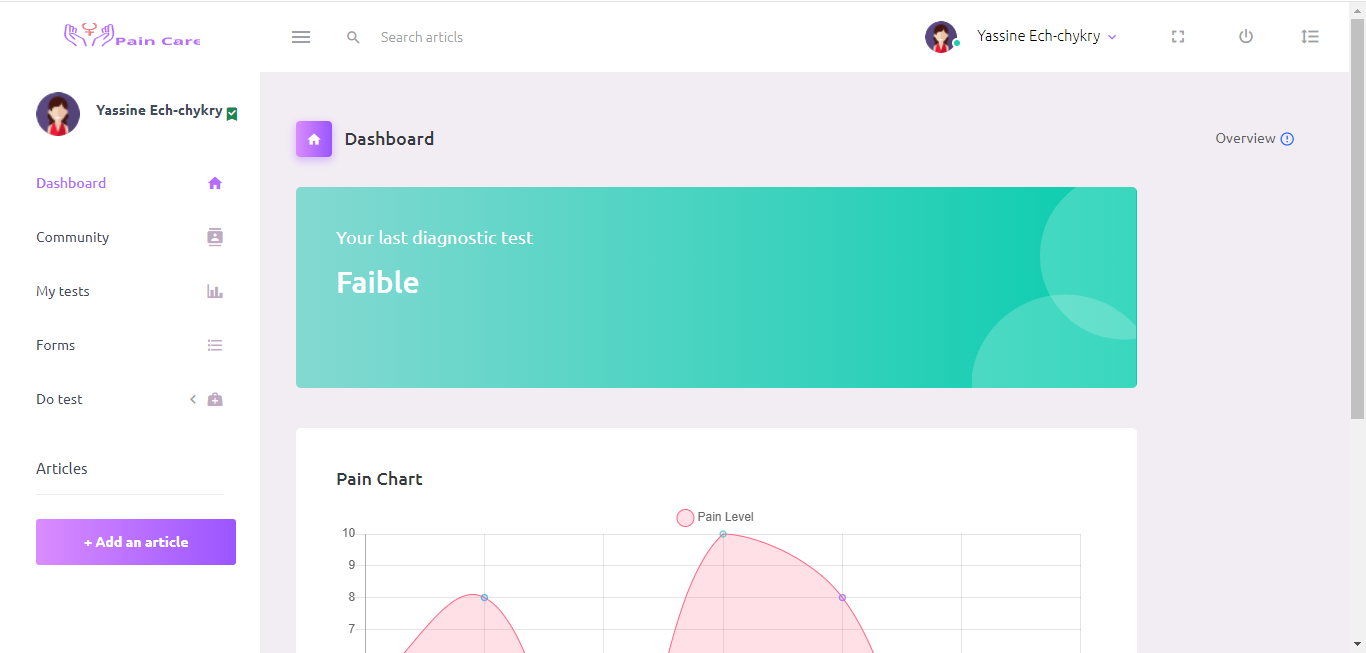 Pain Care
Search articls
Yassine Ech-chykry
Yassine Ech-chykry
Dashboard
Community
My tests
Forms
Do test
Articles
+ Add an article
Dashboard
Overview
Your last diagnostic test
Faible
Pain Chart
Pain Level
10
9
8
7